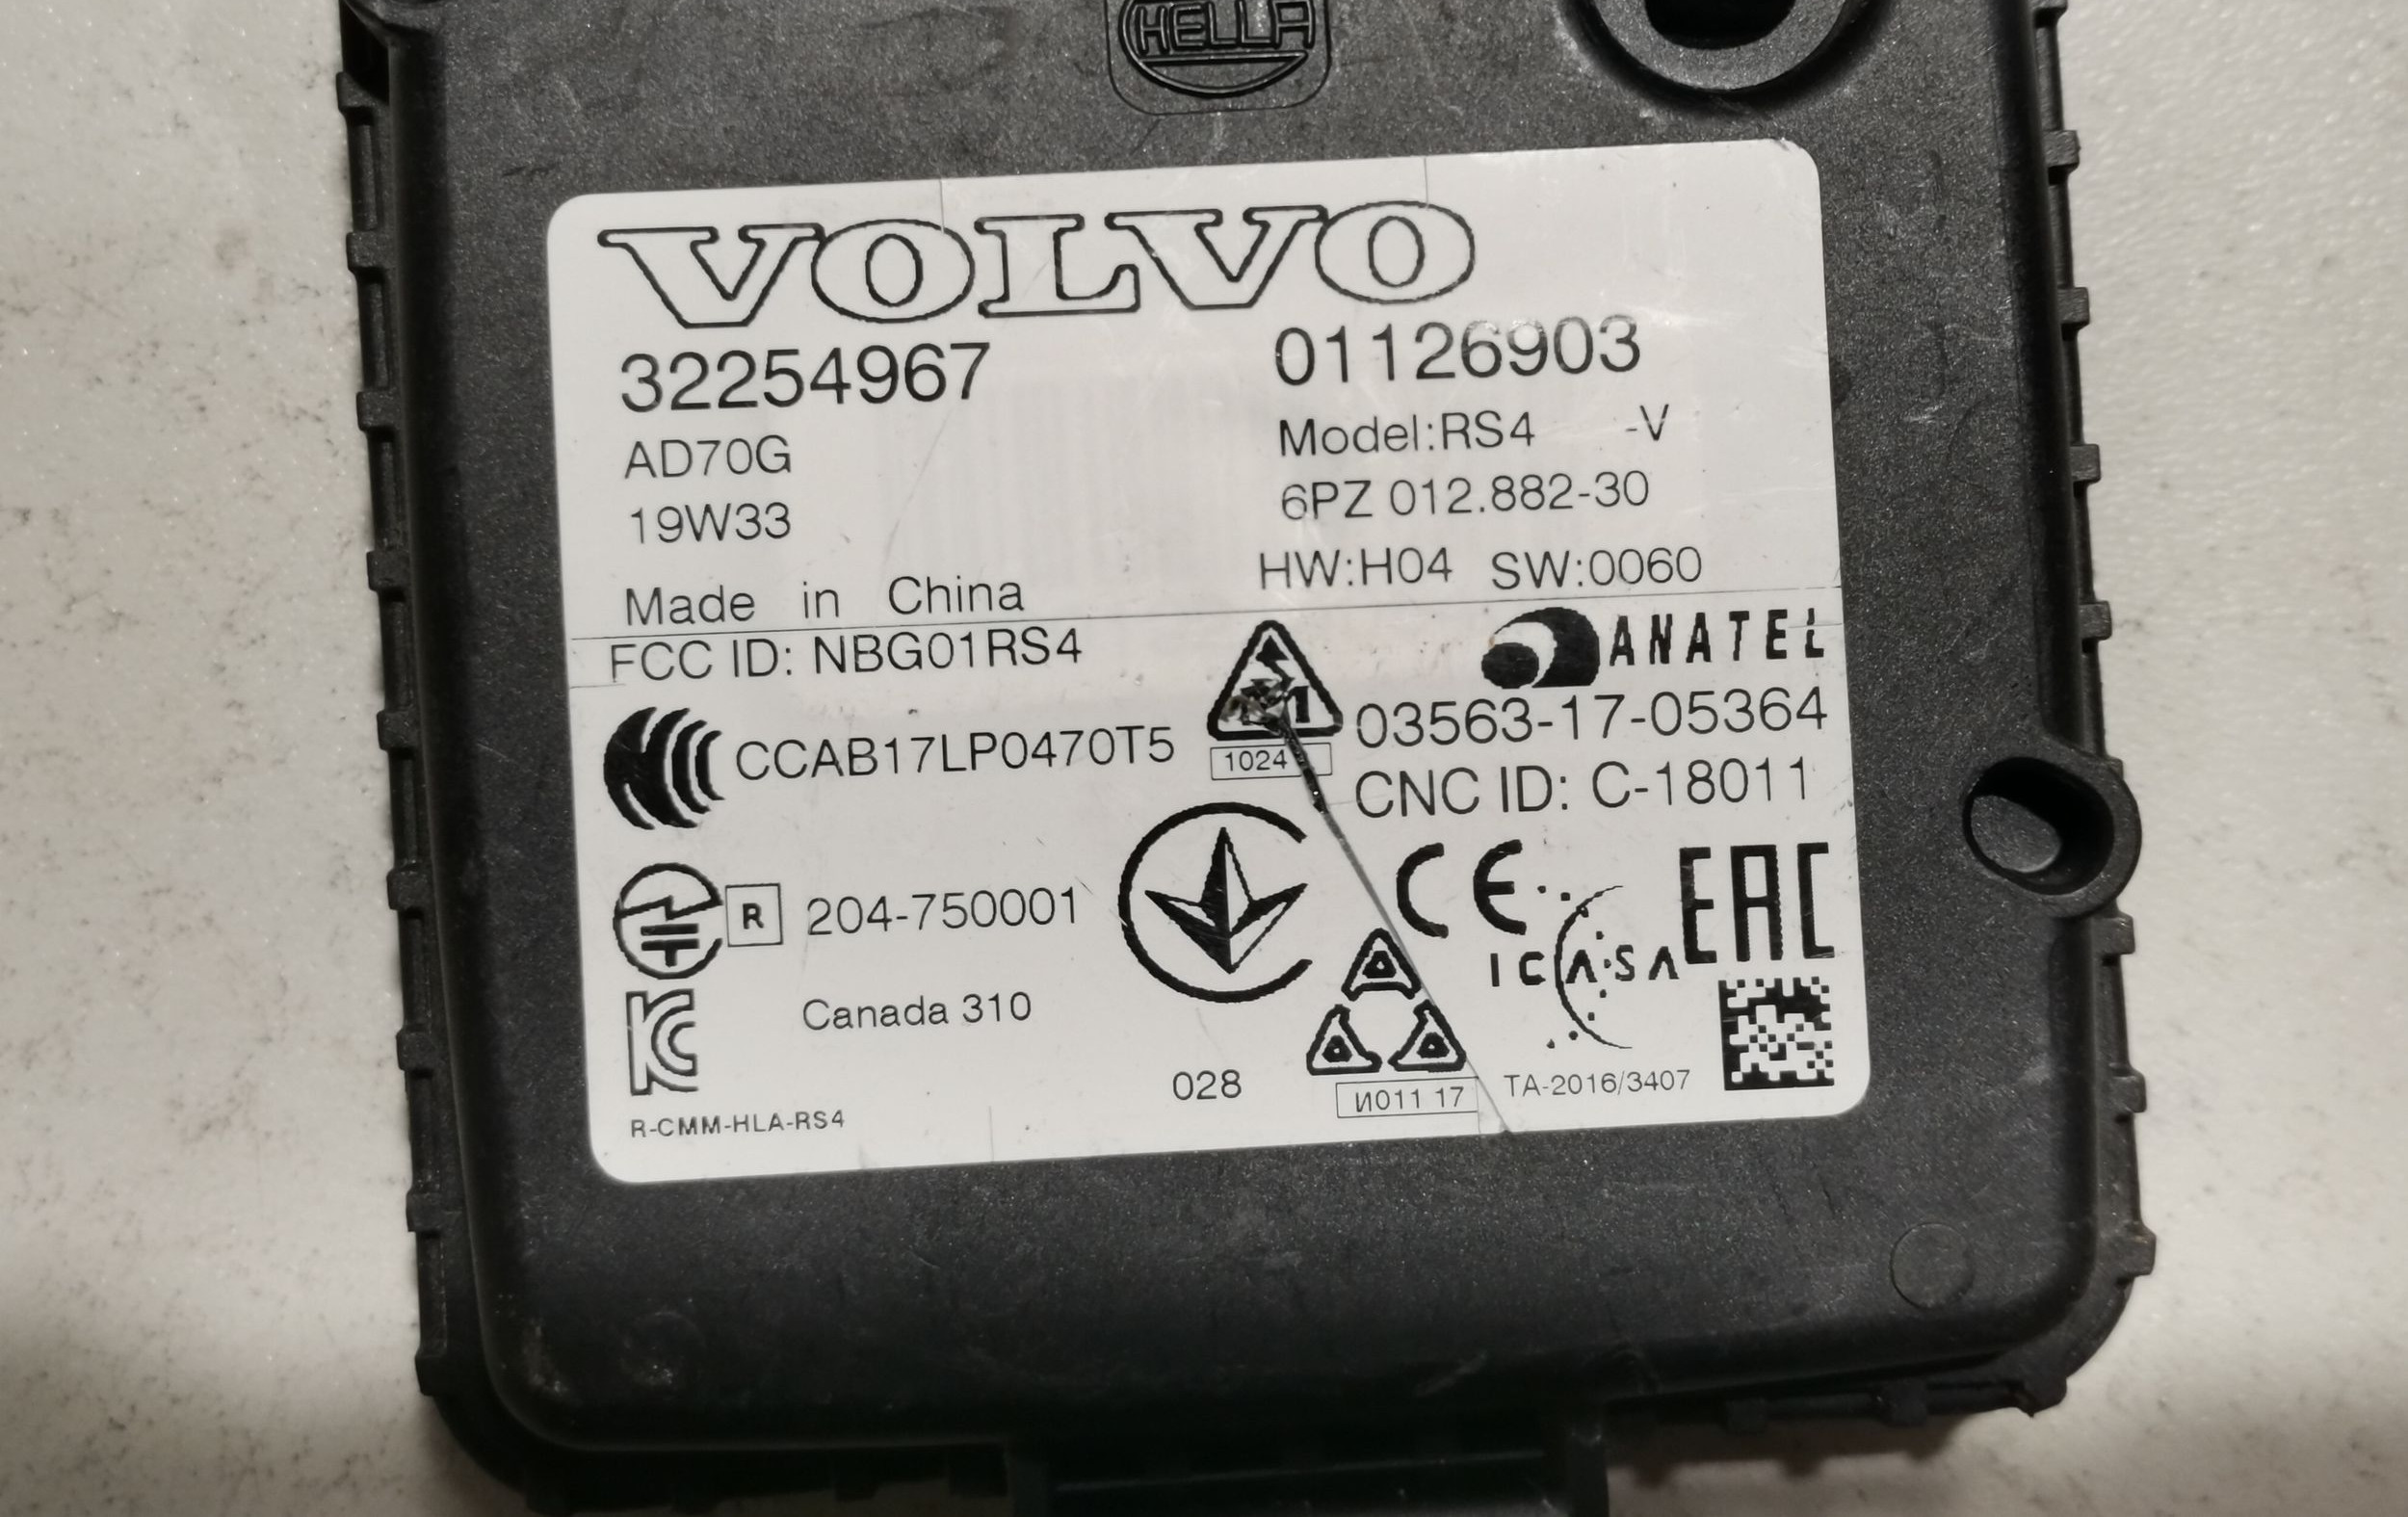 HELLA
VOLVO
32254967 01126903
AD70G Model:RS4 -V
19W33 6PZ 012.882-30
Made in China HW:H04 SW:0060
FCC ID: NBG01RS4 ANATEL
CCAB17LP0470T5 1024 03563-17-05364
CNC ID: C-18011
R 204-750001 CE EAC
ICASA
Canada 310
028 И011 17 TA-2016/3407
R-CMM-HLA-RS4